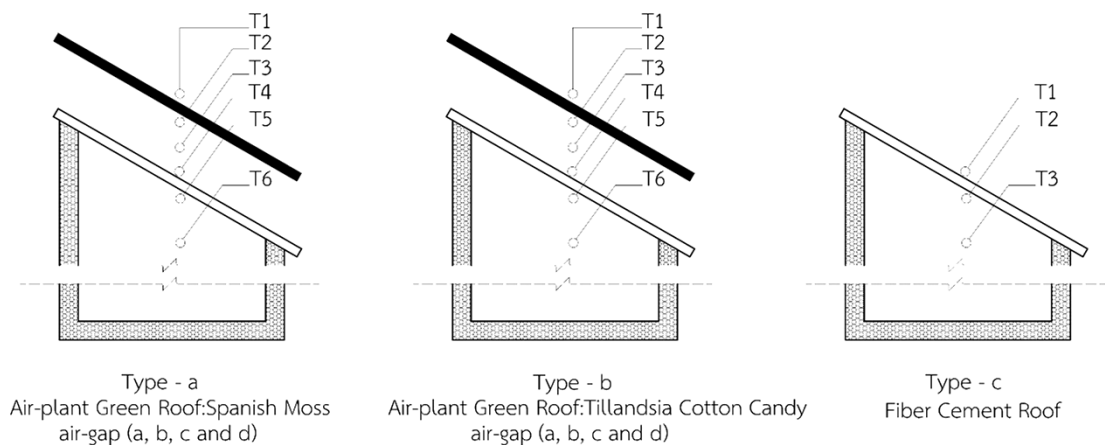 T1
T2
T3
T4
T5
T6
Type - a
Air-plant Green Roof:Spanish Moss
air-gap (a, b, c and d)
T1
T2
T3
T4
T5
T6
Type - b
Air-plant Green Roof:Tillandsia Cotton Candy
air-gap (a, b, c and d)
T1
T2
T3
Type - c
Fiber Cement Roof